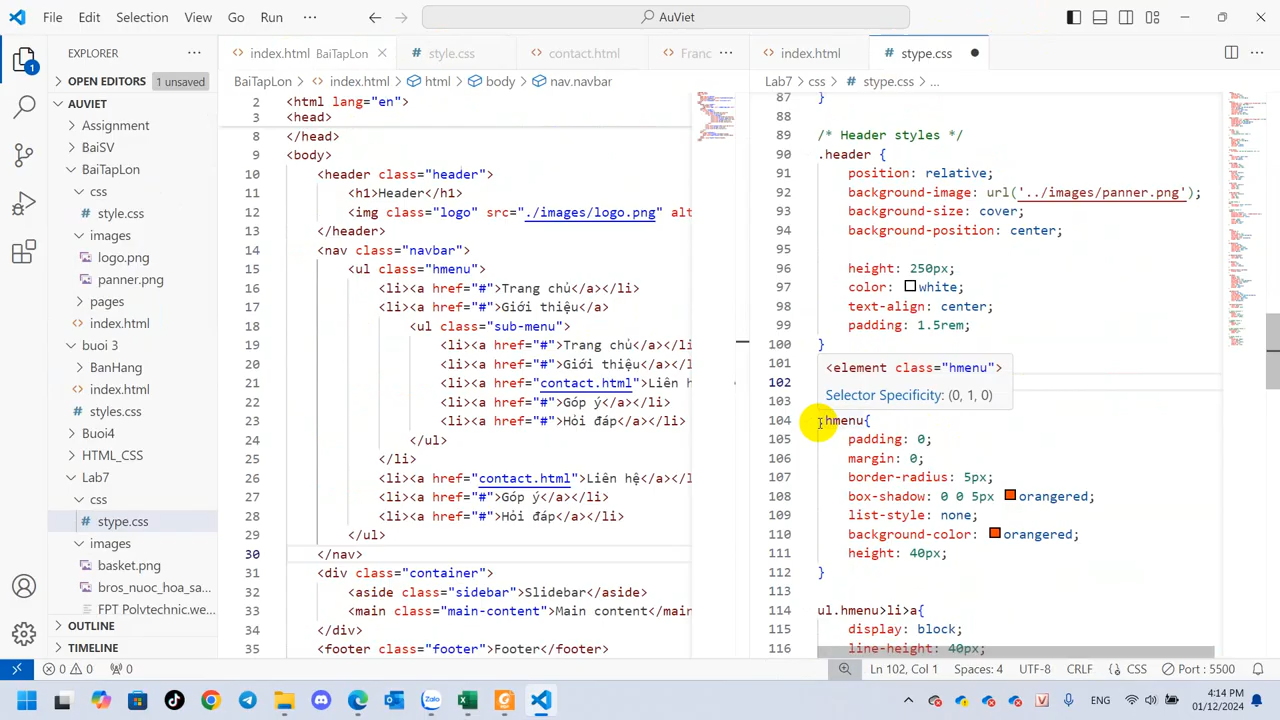 File Edit Selection View Go Run ··· AuViet
EXPLORER ···
OPEN EDITORS 1 unsaved
AUVIET
Assignment
BaiSV
BaiTapLon
css
style.css
images
logo.png
panner.png
pages
index.html
buoi 3
BanHang
index.html
styles.css
Buoi4
HTML_CSS
Lab7
css
stype.css
images
basket.png
bros_nuoc_hoa_sa...
FPT Polytechnic.we...
OUTLINE
TIMELINE
1
index.html BaiTapLon style.css contact.html Franc ···
BaiTapLon > index.html > html > body > nav.navbar
2 <html lang="en">
3 <head>
8 </head>
9 <body>
10 <header class="header">
11 <h1>Header</h1>
12 <img class="logo" src="./images/logo.png" alt
13 </header>
14 <nav class="navbar">
15 <ul class="hmenu">
16 <li><a href="#">Trang chủ</a></li>
17 <li><a href="#">Giới thiệu</a>
18 <ul class="sub-menu">
19 <li><a href="#">Trang chủ</a></li
20 <li><a href="#">Giới thiệu</a></l
21 <li><a href="contact.html">Liên h
22 <li><a href="#">Góp ý</a></li>
23 <li><a href="#">Hỏi đáp</a></li>
24 </ul>
25 </li>
26 <li><a href="contact.html">Liên hệ</a></l
27 <li><a href="#">Góp ý</a></li>
28 <li><a href="#">Hỏi đáp</a></li>
29 </ul>
30 </nav>
31 <div class="container">
32 <aside class="sidebar">Slidebar</aside>
33 <main class="main-content">Main content</main
34 </div>
35 <footer class="footer">Footer</footer>
index.html stype.css ···
Lab7 > css > stype.css > ...
87 }
88
89 /* Header styles */
90 .header {
91 position: relative;
92 background-image: url('../images/panner.png');
93 background-size: cover;
94 background-position: center;
95
96 height: 250px;
97 color: white;
98 text-align: center;
99 padding: 1.5rem;
100 }
101
<element class="hmenu">
102
Selector Specificity: (0, 1, 0)
103
104 .hmenu{
105 padding: 0;
106 margin: 0;
107 border-radius: 5px;
108 box-shadow: 0 0 5px orangered;
109 list-style: none;
110 background-color: orangered;
111 height: 40px;
112 }
113
114 ul.hmenu>li>a{
115 display: block;
116 line-height: 40px;
0 0 0 Ln 102, Col 1 Spaces: 4 UTF-8 CRLF CSS Port : 5500
Zalo V ENG 4:14 PM
01/12/2024